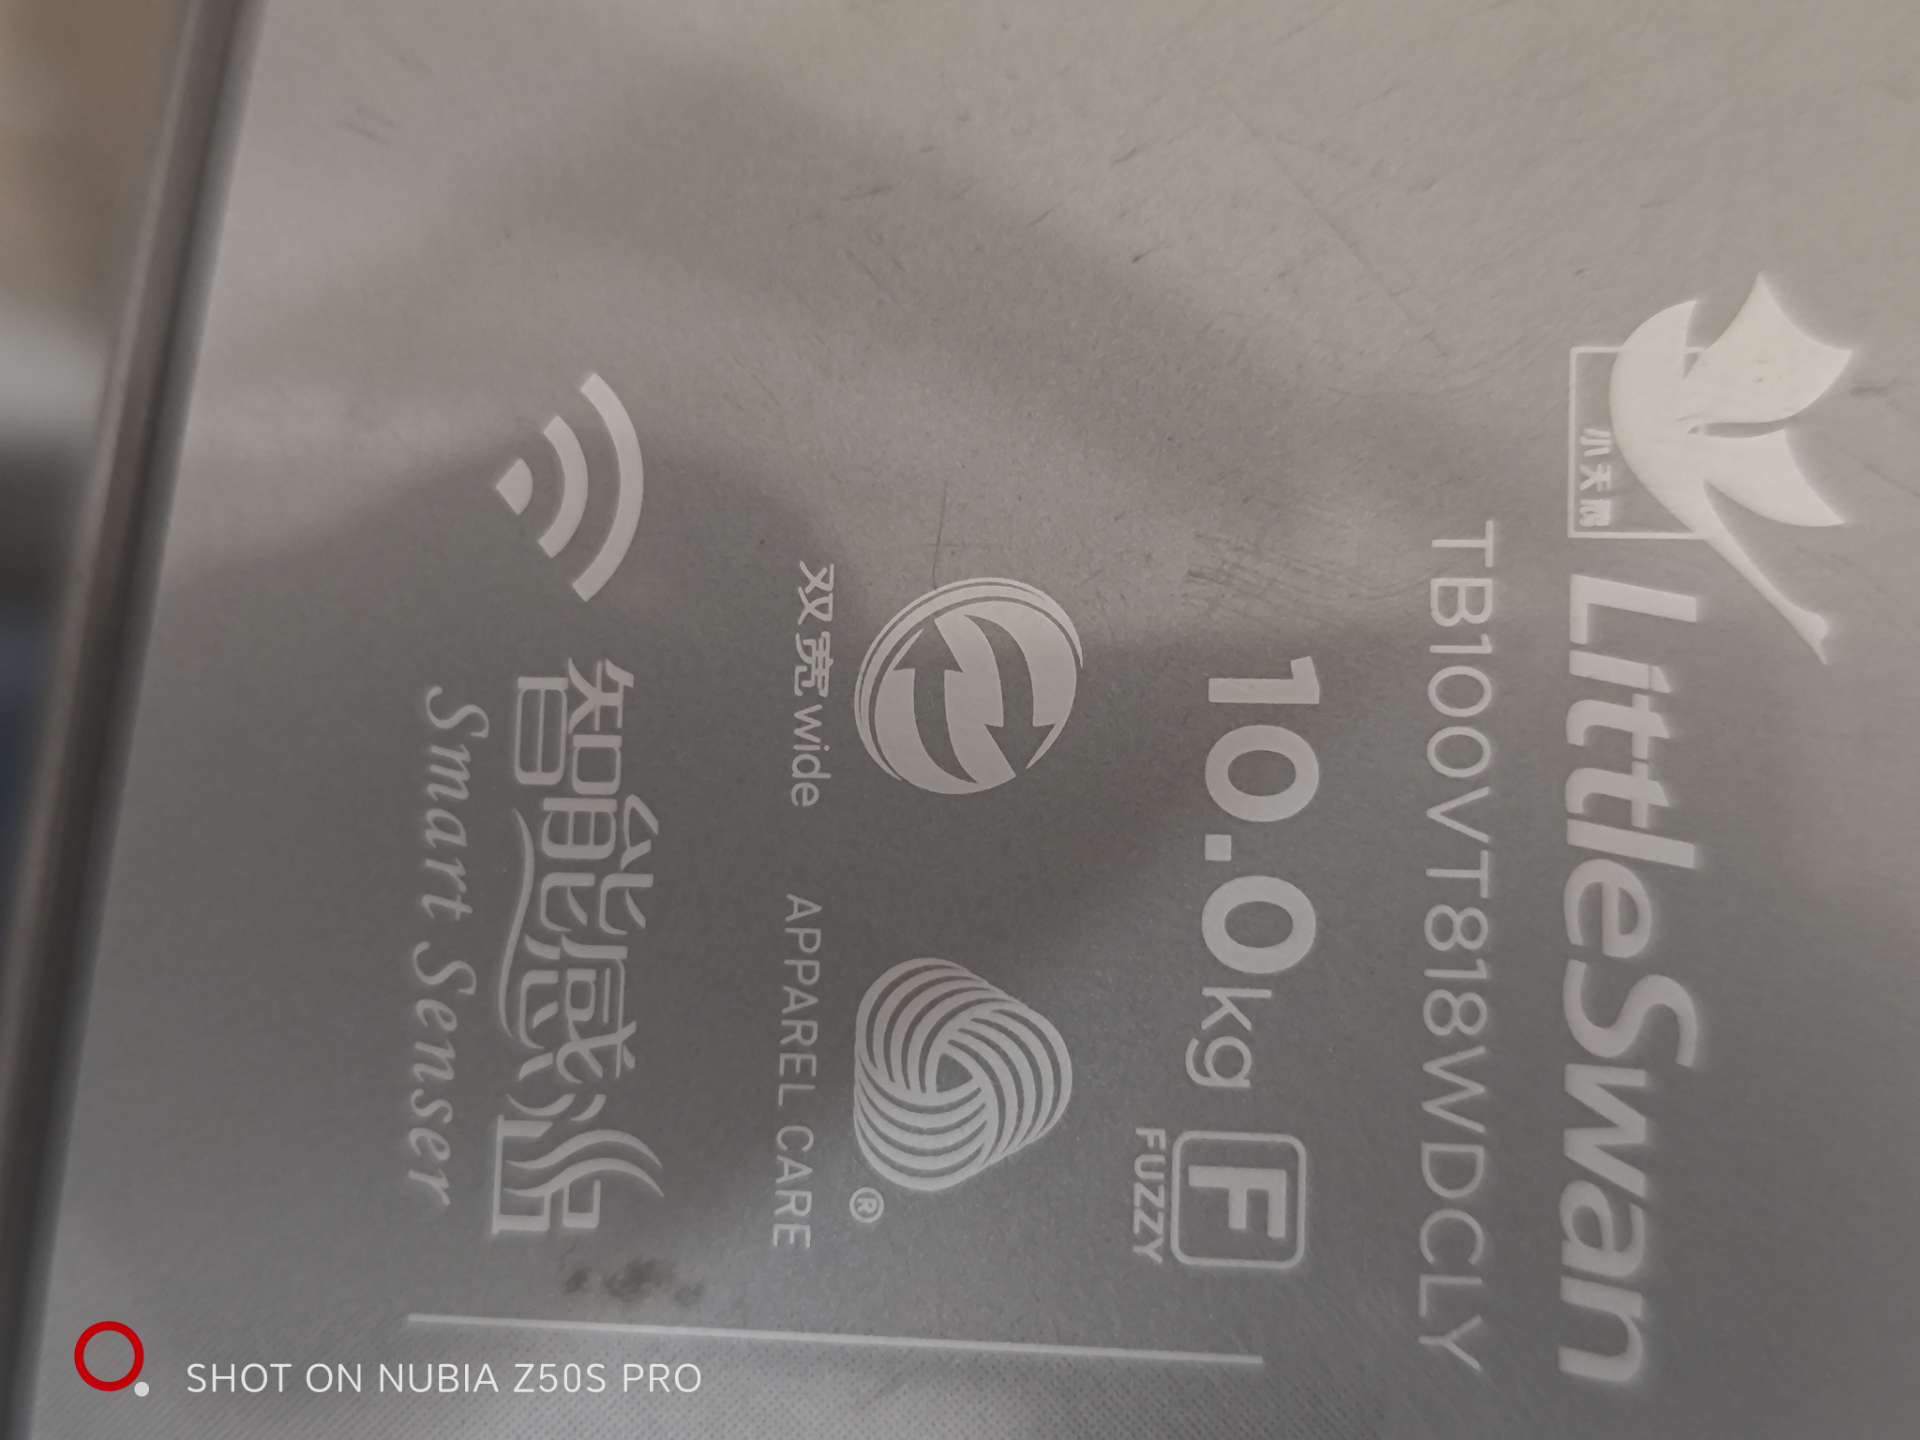 小天鹅
LittleSwan
TB100VT818WDCLY
10.0kg F
FUZZY
双宽wide
APPAREL CARE
®
智能感温
Smart Senser
SHOT ON NUBIA Z50S PRO